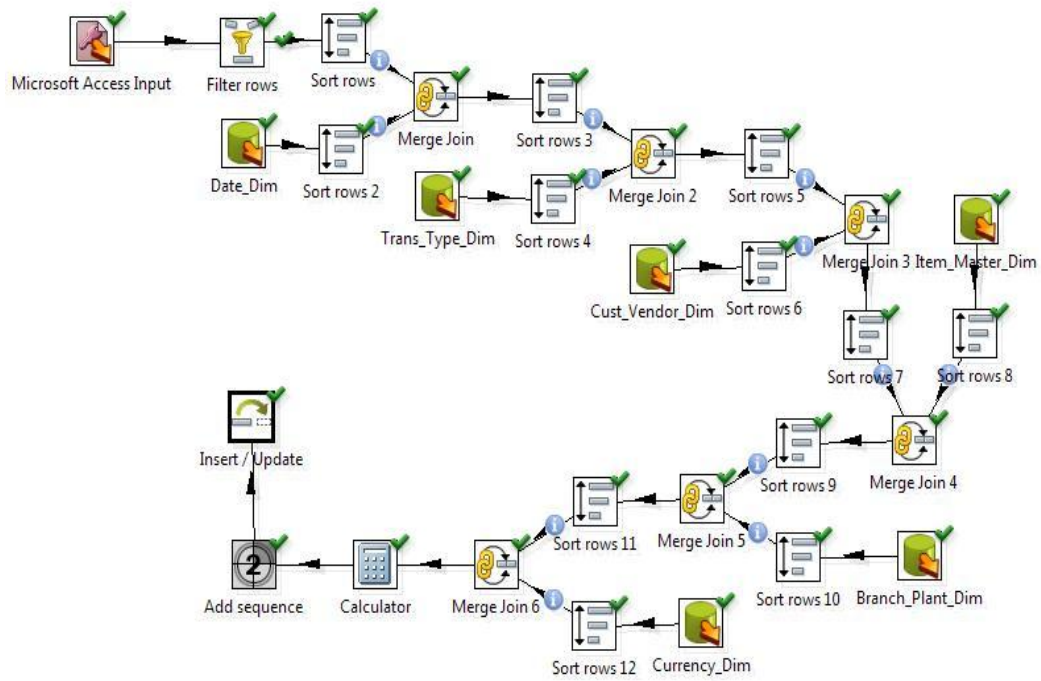 Microsoft Access Input
Filter rows
Sort rows
Merge Join
Sort rows 3
Date_Dim
Sort rows 2
Merge Join 2
Sort rows 5
Trans_Type_Dim
Sort rows 4
Merge Join 3
Item_Master_Dim
Cust_Vendor_Dim
Sort rows 6
Sort rows 7
Sort rows 8
Insert / Update
Sort rows 9
Merge Join 4
Sort rows 11
Merge Join 5
2
Add sequence
Calculator
Merge Join 6
Sort rows 10
Branch_Plant_Dim
Sort rows 12
Currency_Dim